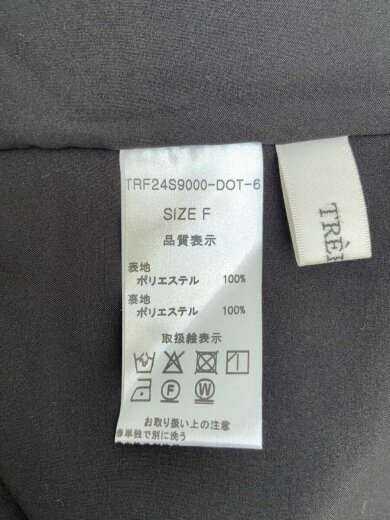 TRF24S9000-DOT-6
SIZE F
品質表示
表地
ポリエステル 100%
裏地
ポリエステル 100%
取扱絵表示
F W
お取り扱い上の注意
●単独で別に洗う
TRÈ